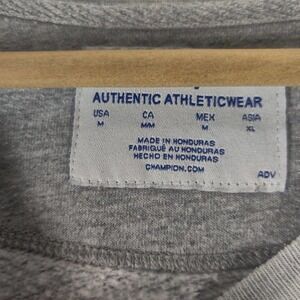 AUTHENTIC ATHLETICWEAR
USA CA MEX ASIA
M M/M M XL
MADE IN HONDURAS
FABRIQUÉ AU HONDURAS
HECHO EN HONDURAS
CHAMPION.COM
ADV